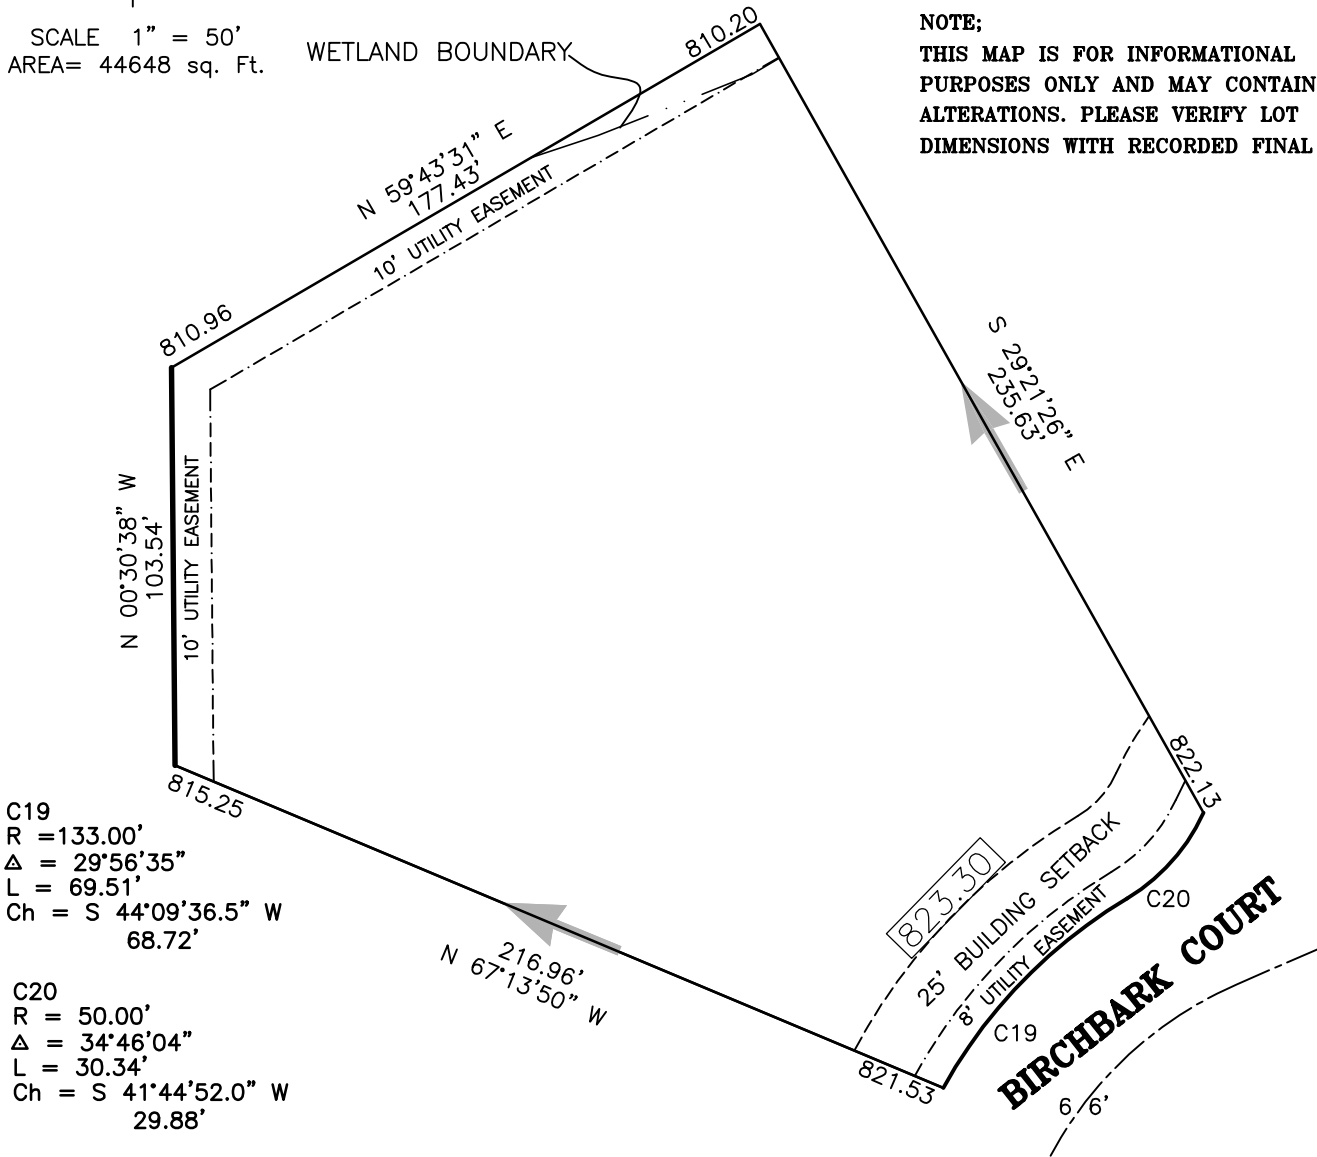 SCALE 1" = 50'
AREA= 44648 sq. Ft.
WETLAND BOUNDARY
810.20
NOTE;
THIS MAP IS FOR INFORMATIONAL
PURPOSES ONLY AND MAY CONTAIN
ALTERATIONS. PLEASE VERIFY LOT
DIMENSIONS WITH RECORDED FINAL
N 59°43'31" E
177.43'
10' UTILITY EASEMENT
810.96
S 29°21'26" E
235.63'
N 00°30'38" W
103.54'
10' UTILITY EASEMENT
815.25
822.13
C19
R =133.00'
Δ = 29°56'35"
L = 69.51'
Ch = S 44°09'36.5" W
68.72'
C20
R = 50.00'
Δ = 34°46'04"
L = 30.34'
Ch = S 41°44'52.0" W
29.88'
216.96'
N 67°13'50" W
823.30
25' BUILDING SETBACK
8' UTILITY EASEMENT
C20
C19
821.53
BIRCHBARK COURT
66'